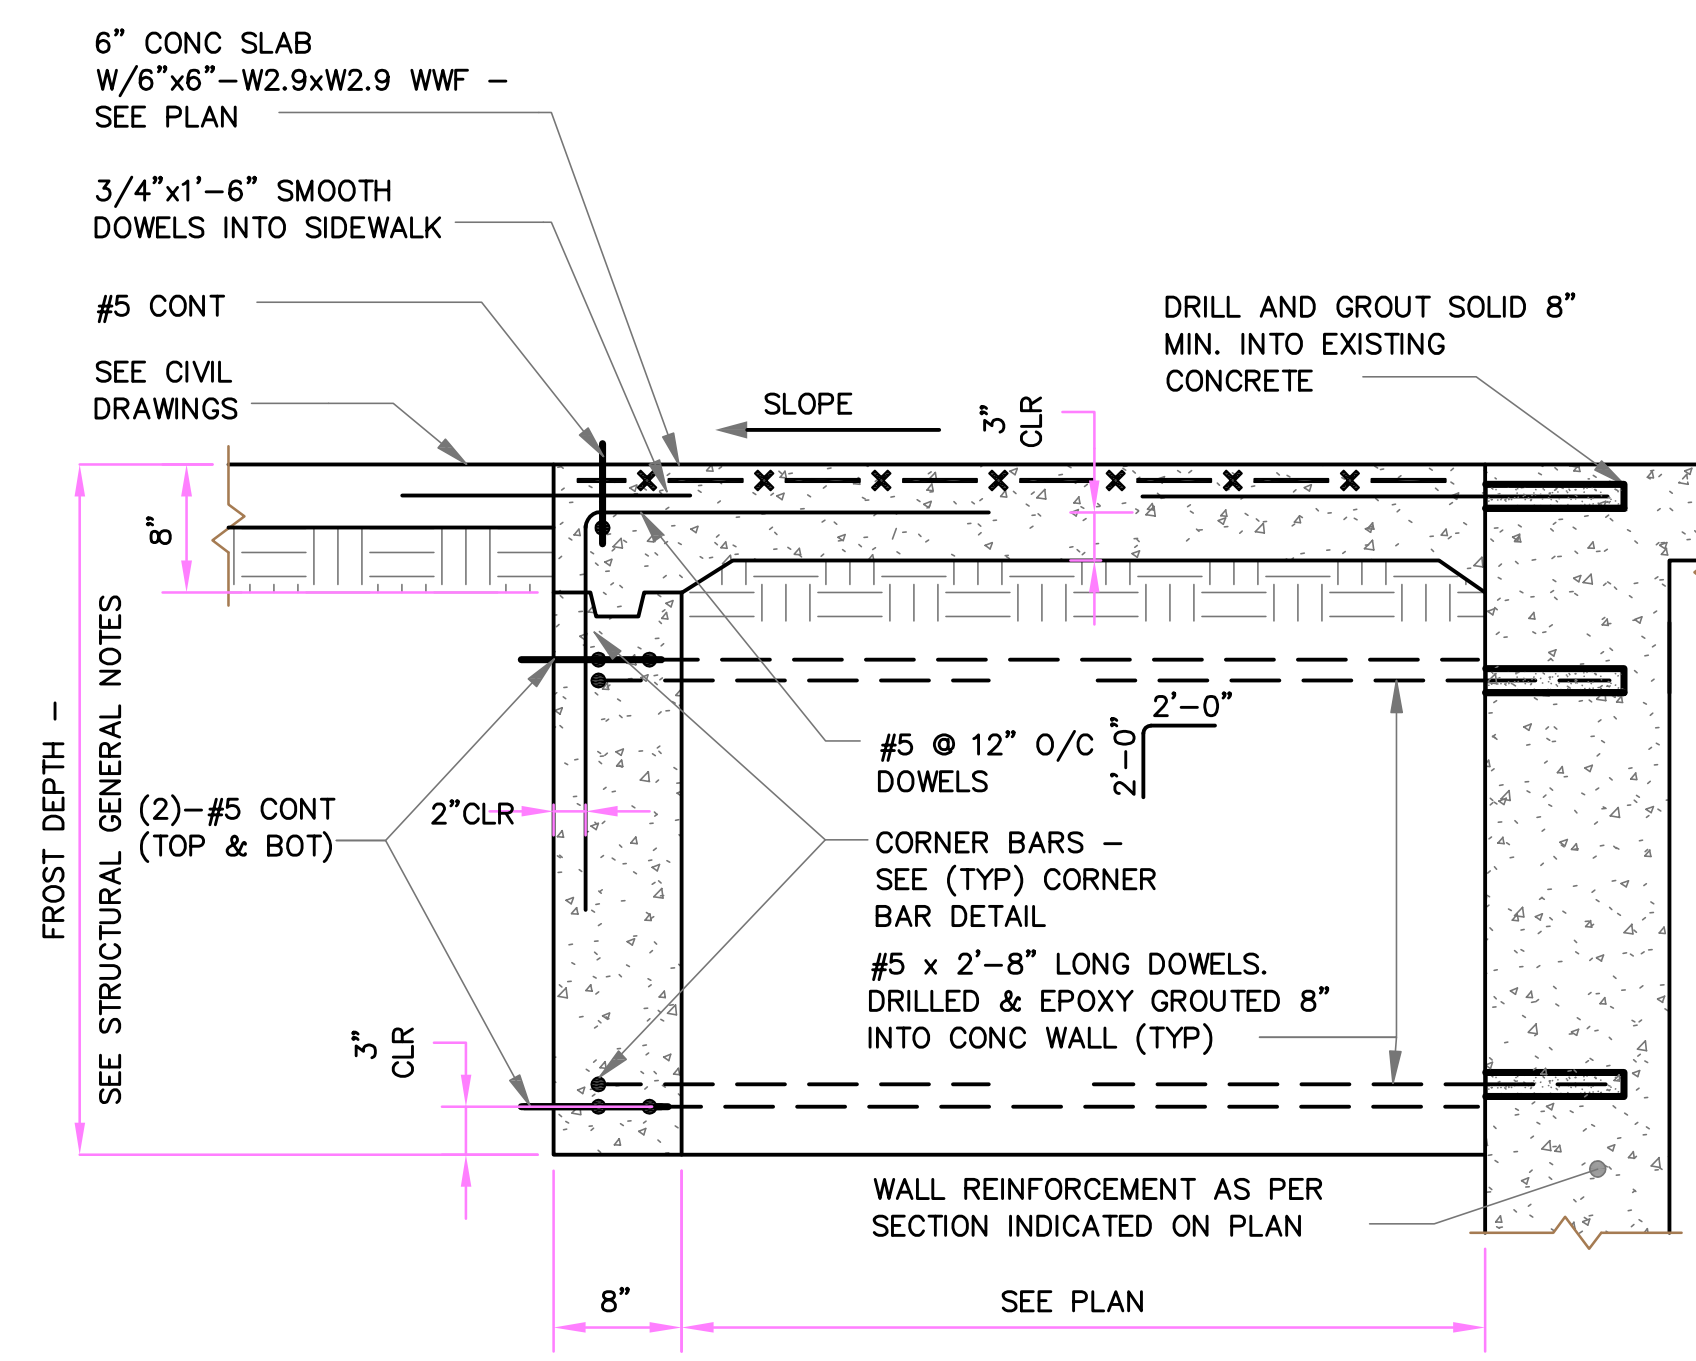 6” CONC SLAB
W/6”x6”–W2.9xW2.9 WWF –
SEE PLAN
3/4”x1’–6” SMOOTH
DOWELS INTO SIDEWALK
#5 CONT
SEE CIVIL
DRAWINGS
SLOPE
3”
CLR
DRILL AND GROUT SOLID 8”
MIN. INTO EXISTING
CONCRETE
8”
FROST DEPTH –
SEE STRUCTURAL GENERAL NOTES
(2)–#5 CONT
(TOP & BOT)
2”CLR
#5 @ 12” O/C
DOWELS
2’–0”
2’–0”
CORNER BARS –
SEE (TYP) CORNER
BAR DETAIL
#5 x 2’–8” LONG DOWELS.
DRILLED & EPOXY GROUTED 8”
INTO CONC WALL (TYP)
3”
CLR
WALL REINFORCEMENT AS PER
SECTION INDICATED ON PLAN
8”
SEE PLAN